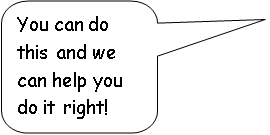 You can do
this and we
can help you
do it right!